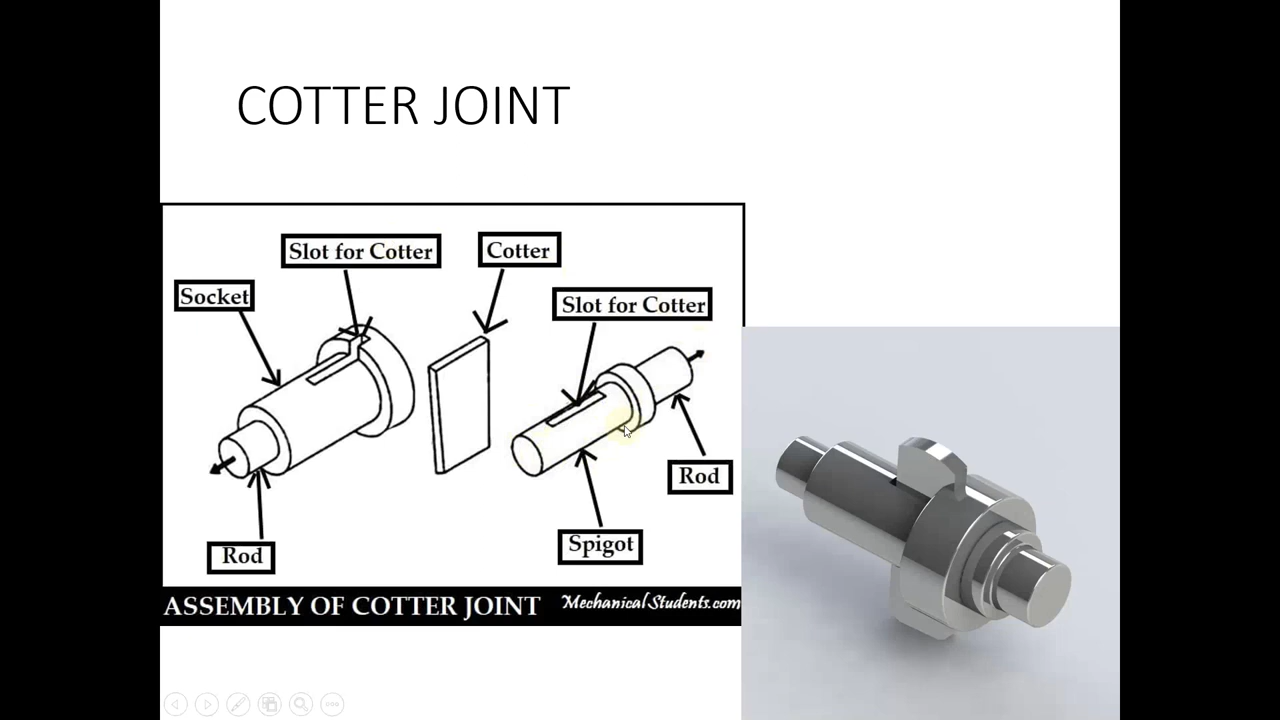 COTTER JOINT
Slot for Cotter
Cotter
Socket
Slot for Cotter
Rod
Spigot
Rod
ASSEMBLY OF COTTER JOINT
MechanicalStudents.com